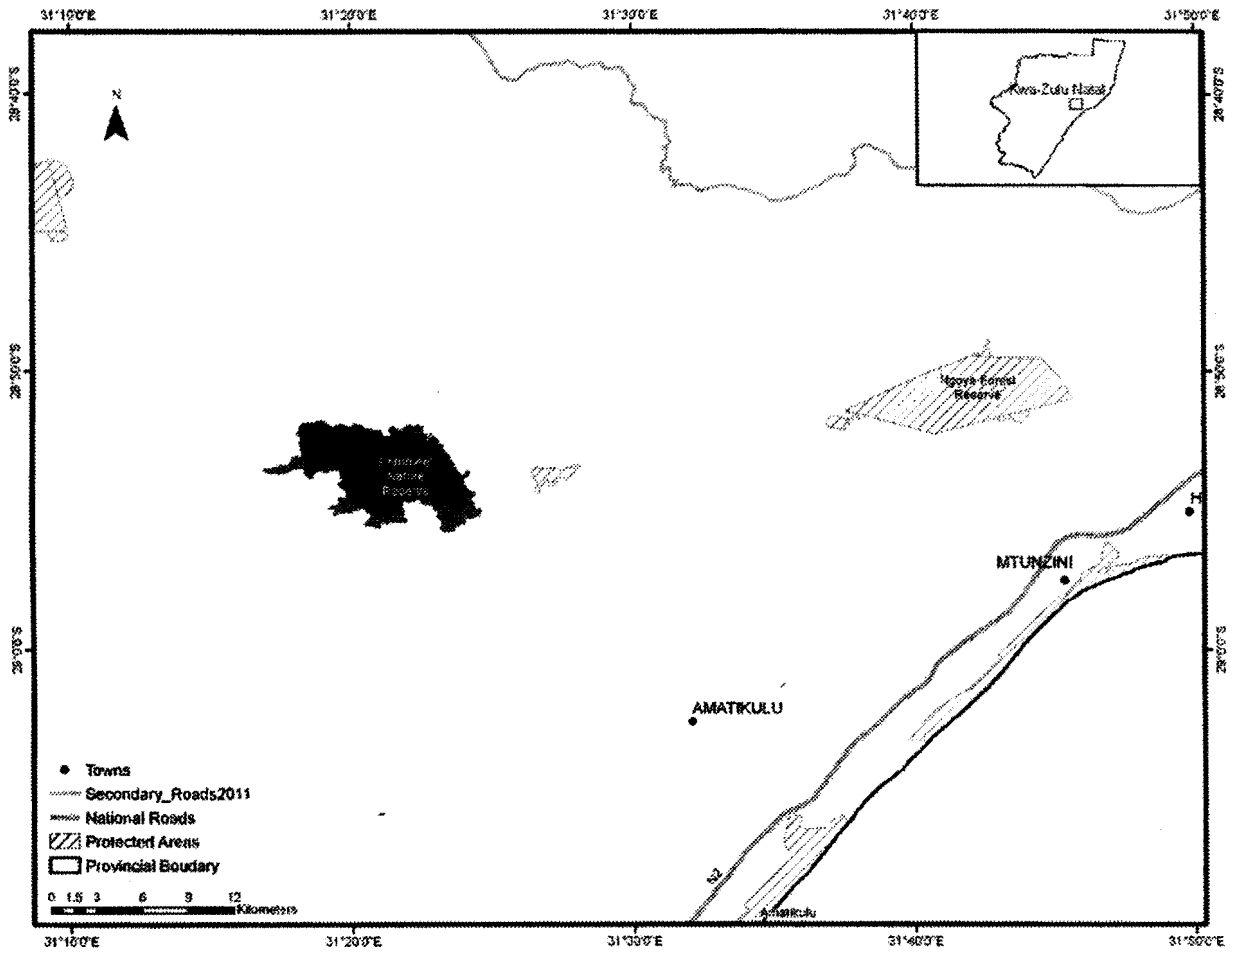 31°10'0"E 31°20'0"E 31°30'0"E 31°40'0"E 31°50'0"E
28°40'0"S
28°40'0"S
N
Kwa-Zulu Natal
28°50'0"S
28°50'0"S
Ngoye Forest
Reserve
Nature
Reserve
H
MTUNZINI
29°0'0"S
29°0'0"S
AMATIKULU
Towns
Secondary_Roads2011
National Roads
Protected Areas
Provincial Boudary
N2
0 1.5 3 6 9 12
Kilometers
Amatikulu
31°10'0"E 31°20'0"E 31°30'0"E 31°40'0"E 31°50'0"E